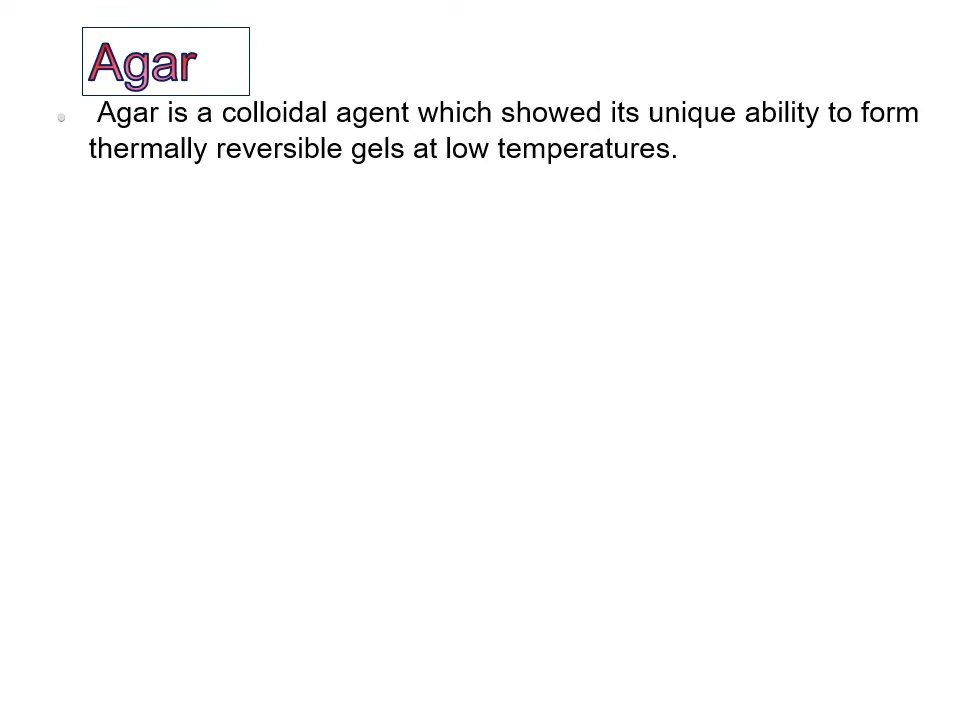 Agar
Agar is a colloidal agent which showed its unique ability to form
thermally reversible gels at low temperatures.